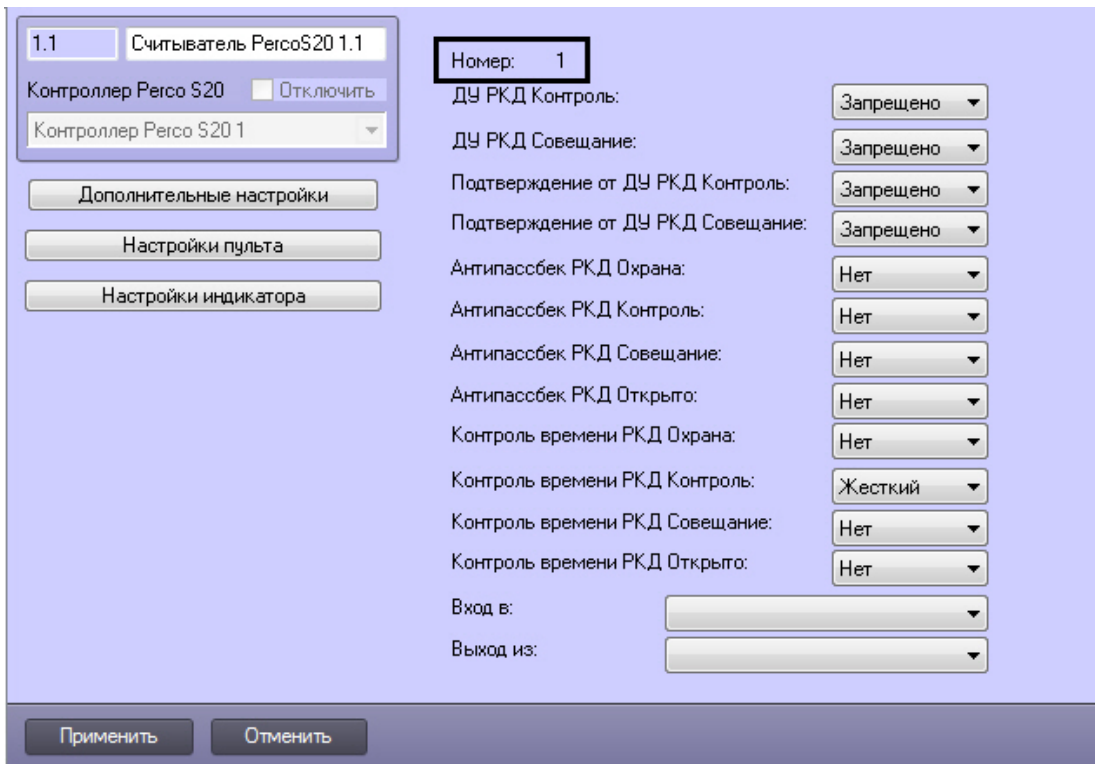 1.1 Считыватель PercoS20 1.1
Контроллер Perco S20 Отключить
Контроллер Perco S20 1
Дополнительные настройки
Настройки пульта
Настройки индикатора
Номер: 1
ДУ РКД Контроль: Запрещено
ДУ РКД Совещание: Запрещено
Подтверждение от ДУ РКД Контроль: Запрещено
Подтверждение от ДУ РКД Совещание: Запрещено
Антипассбек РКД Охрана: Нет
Антипассбек РКД Контроль: Нет
Антипассбек РКД Совещание: Нет
Антипассбек РКД Открыто: Нет
Контроль времени РКД Охрана: Нет
Контроль времени РКД Контроль: Жесткий
Контроль времени РКД Совещание: Нет
Контроль времени РКД Открыто: Нет
Вход в:
Выход из:
Применить Отменить